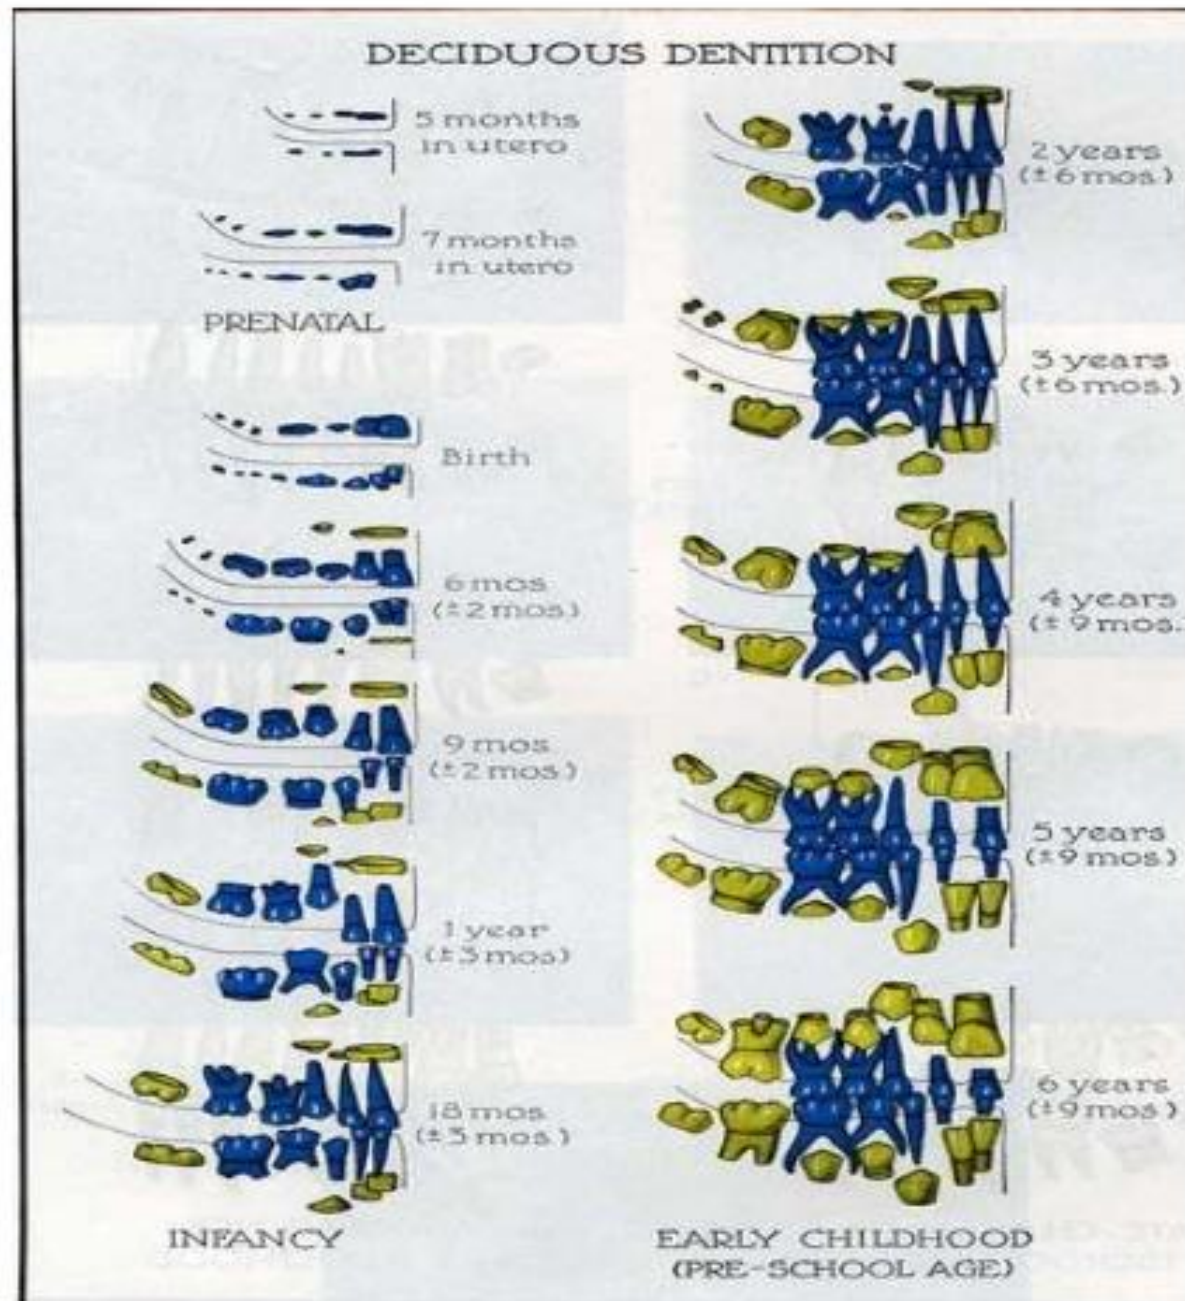 DECIDUOUS DENTITION
5 months
in utero
7 months
in utero
PRENATAL
Birth
6 mos
(±2 mos)
9 mos
(±2 mos.)
1 year
(±3 mos)
18 mos
(±3 mos.)
INFANCY
2 years
(±6 mos.)
3 years
(±6 mos.)
4 years
(±9 mos.
5 years
(±9 mos.)
6 years
(±9 mos)
EARLY CHILDHOOD
(PRE-SCHOOL AGE)